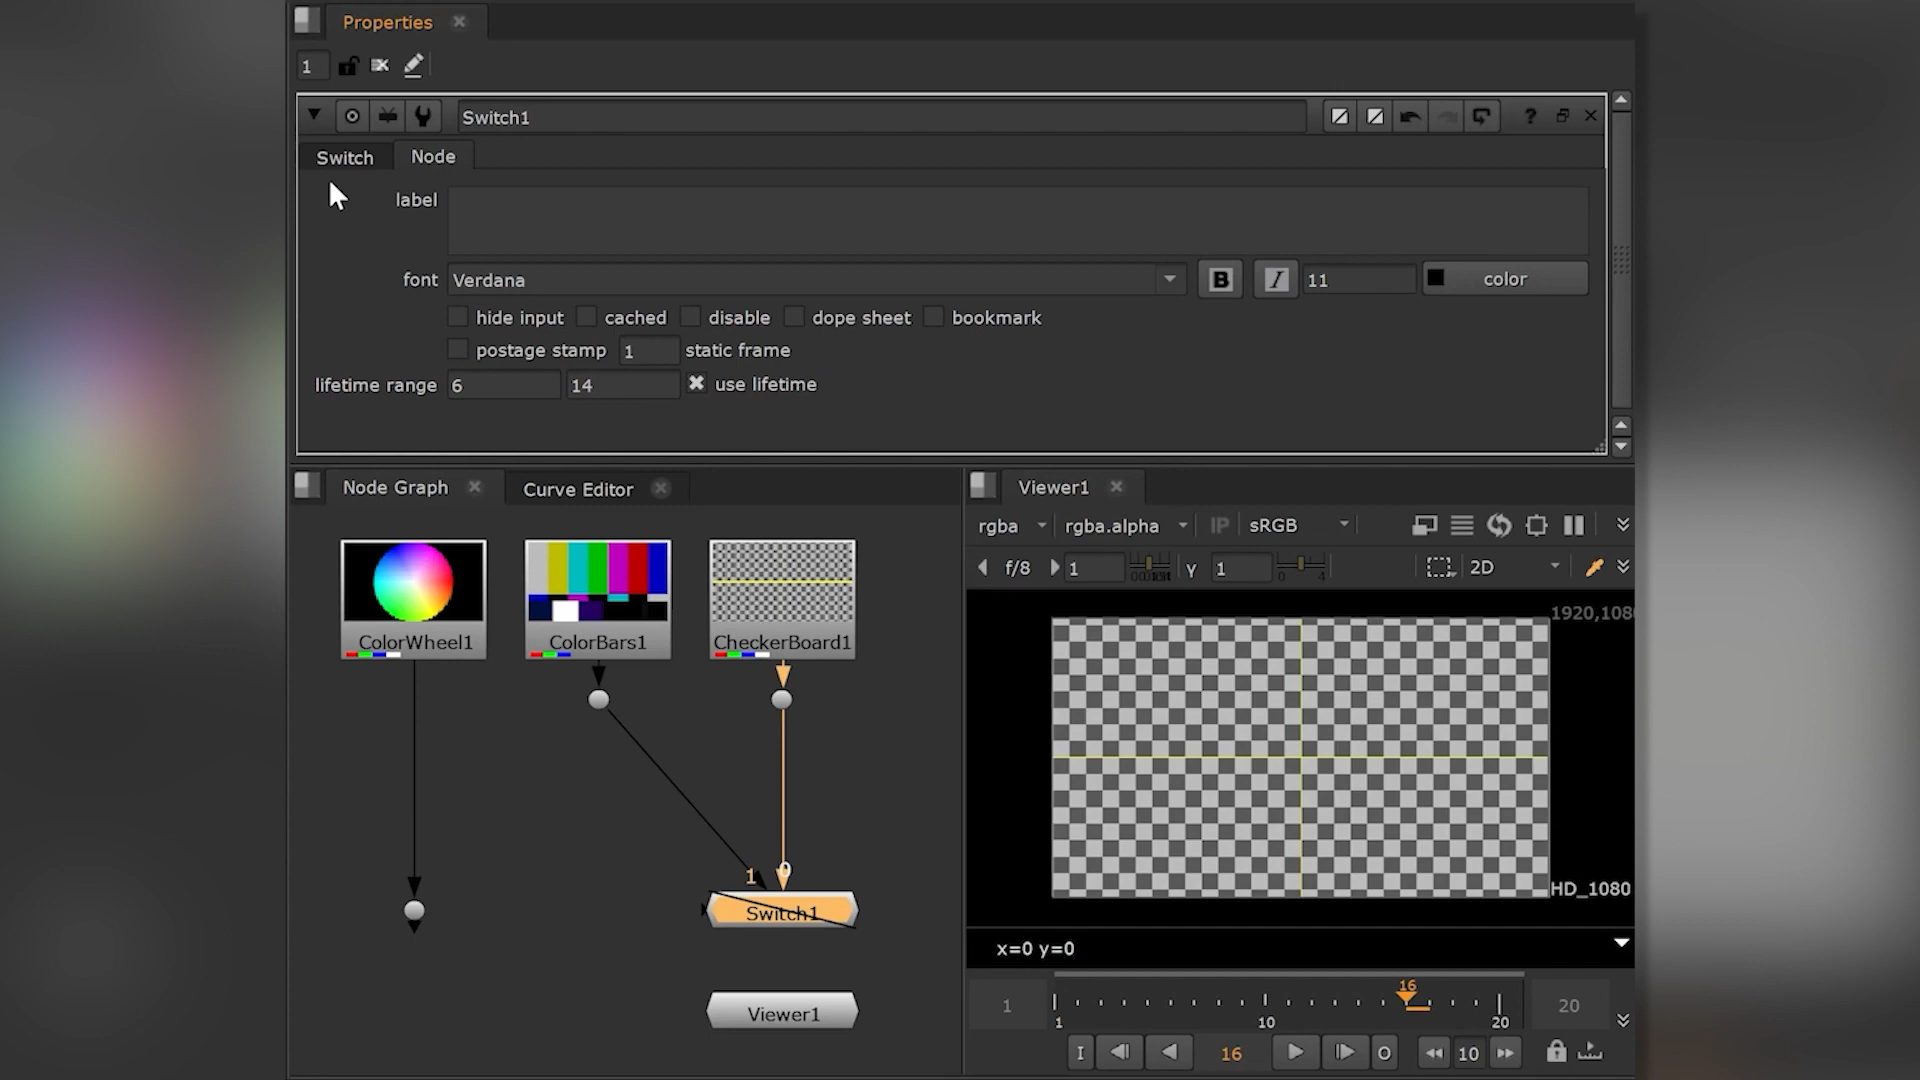 Properties
1
Switch1
?
Switch Node
label
font Verdana B I 11 color
hide input cached disable dope sheet bookmark
postage stamp 1 static frame
lifetime range 6 14 use lifetime
Node Graph Curve Editor
ColorWheel1 ColorBars1 CheckerBoard1
1 0
Switch1
Viewer1
Viewer1
rgba rgba.alpha IP sRGB
f/8 1 γ 1 0 4 2D
1920,108
HD_1080
x=0 y=0
16
1 20
1 10 20
I 16 O 10